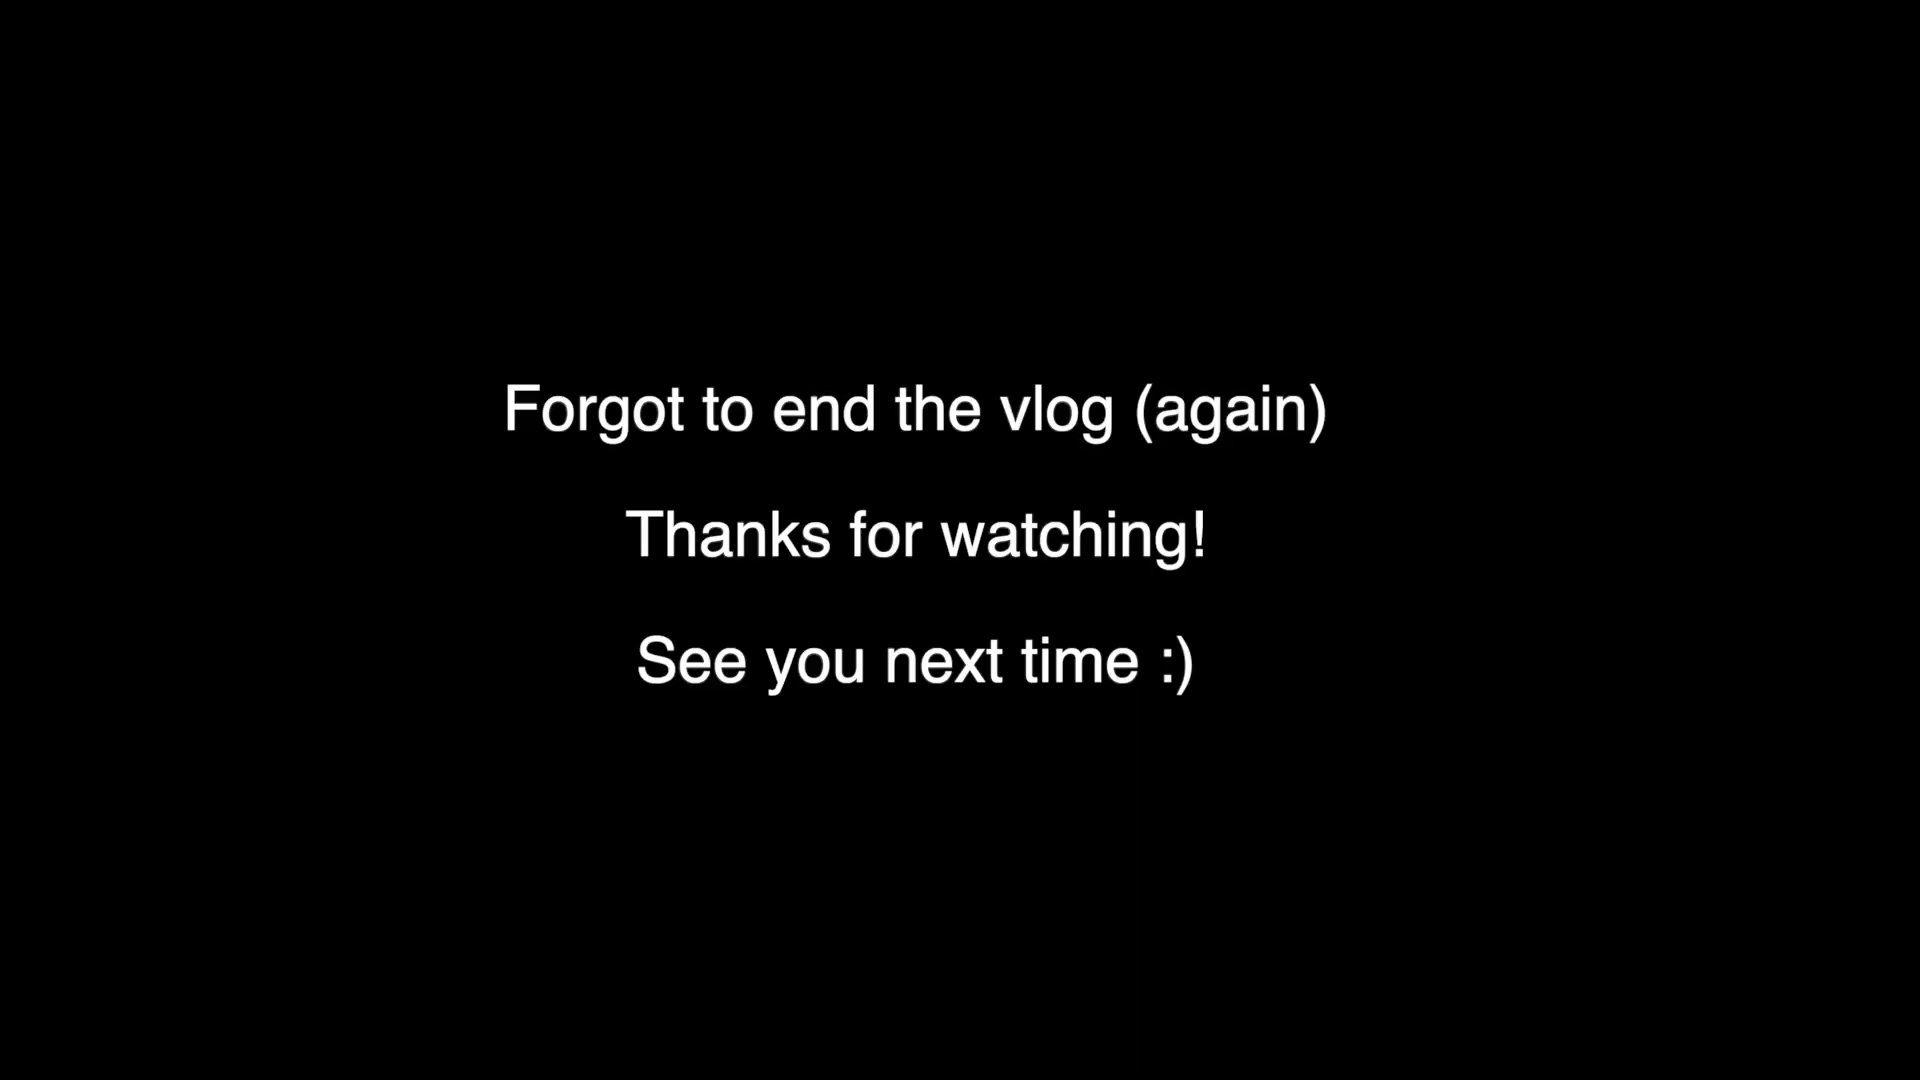 Forgot to end the vlog (again)
Thanks for watching!
See you next time :)